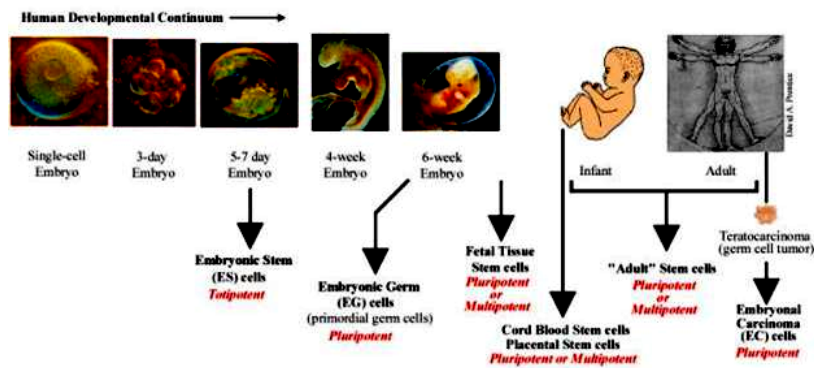 Human Developmental Continuum
Single-cell
Embryo
3-day
Embryo
5-7 day
Embryo
4-week
Embryo
6-week
Embryo
Infant
Adult
David A. Prentice
Teratocarcinoma
(germ cell tumor)
Embryonic Stem
(ES) cells
Totipotent
Embryonic Germ
(EG) cells
(primordial germ cells)
Pluripotent
Fetal Tissue
Stem cells
Pluripotent
or
Multipotent
Cord Blood Stem cells
Placental Stem cells
Pluripotent or Multipotent
"Adult" Stem cells
Pluripotent
or
Multipotent
Embryonal
Carcinoma
(EC) cells
Pluripotent